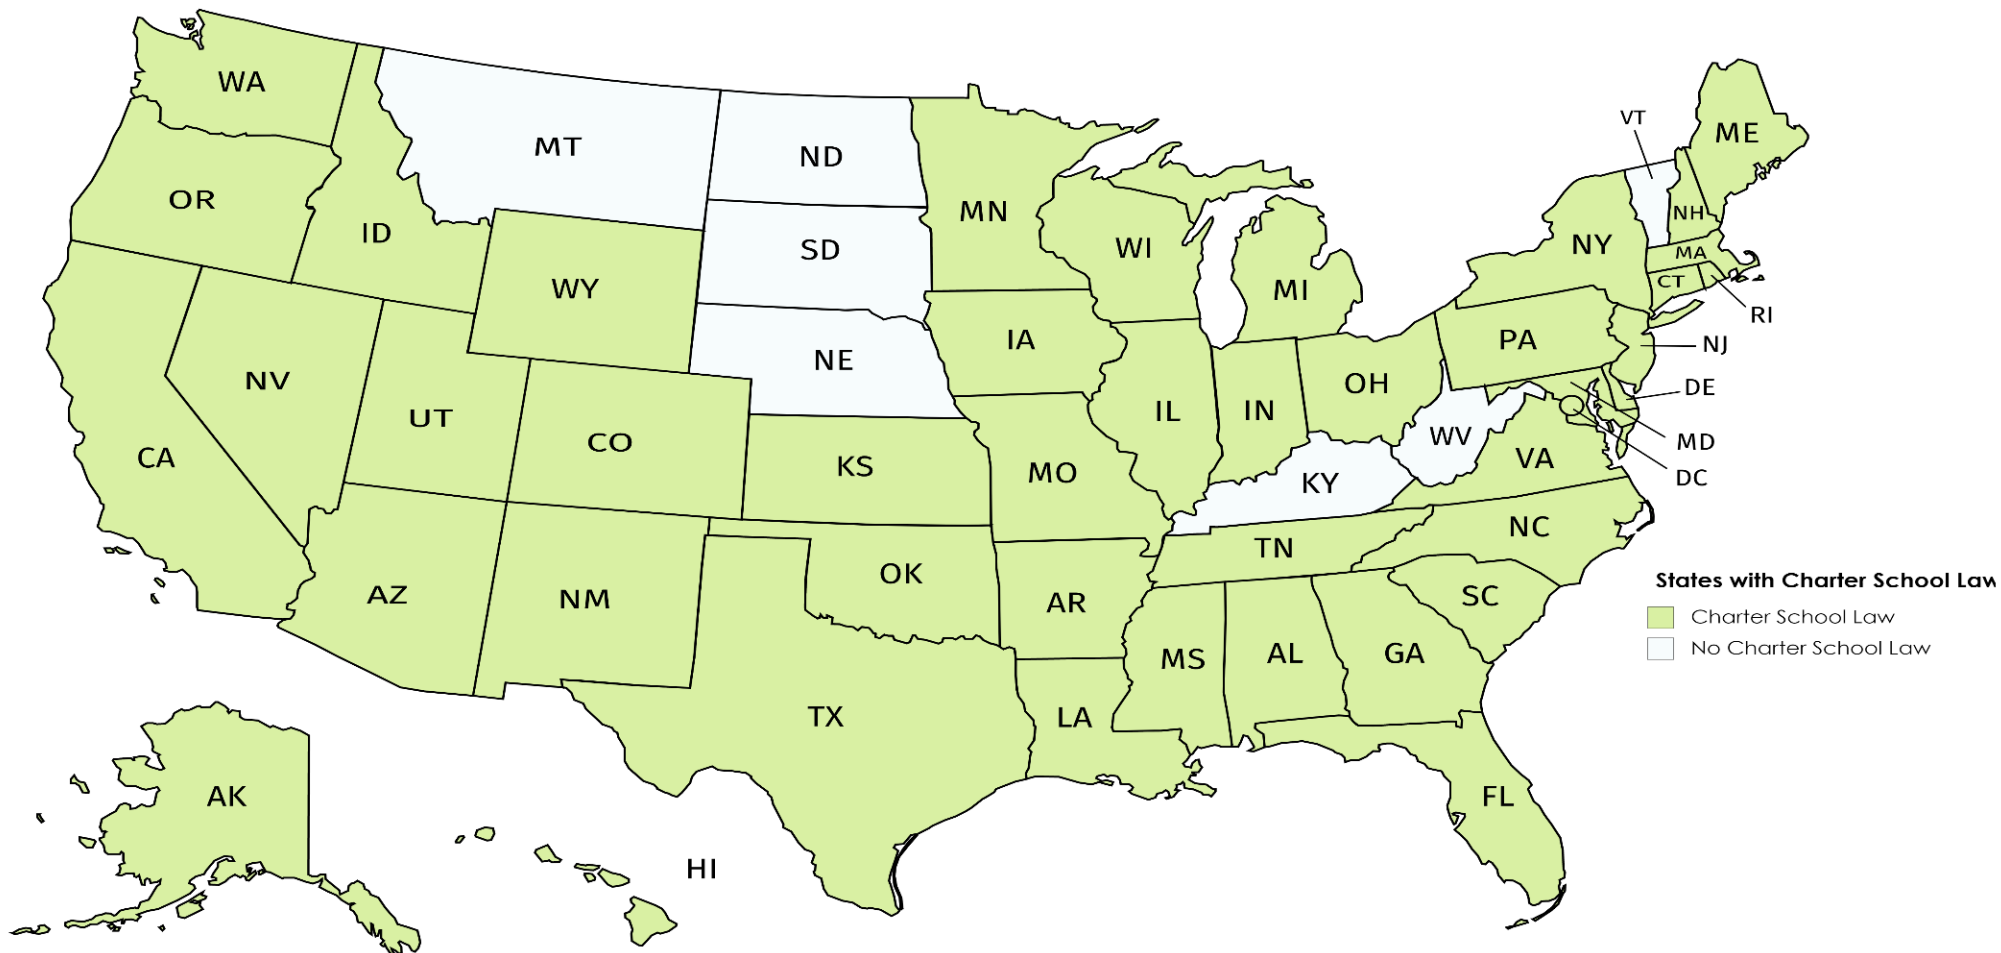 WA
MT
ND
MN
VT
ME
OR
ID
SD
WI
NY
NH
MA
WY
MI
CT
RI
NE
IA
PA
NJ
NV
UT
CO
OH
DE
IL
IN
CA
KS
MO
WV
VA
MD
KY
DC
NC
TN
AZ
NM
OK
AR
SC
States with Charter School Law
Charter School Law
No Charter School Law
MS
AL
GA
TX
LA
AK
FL
HI